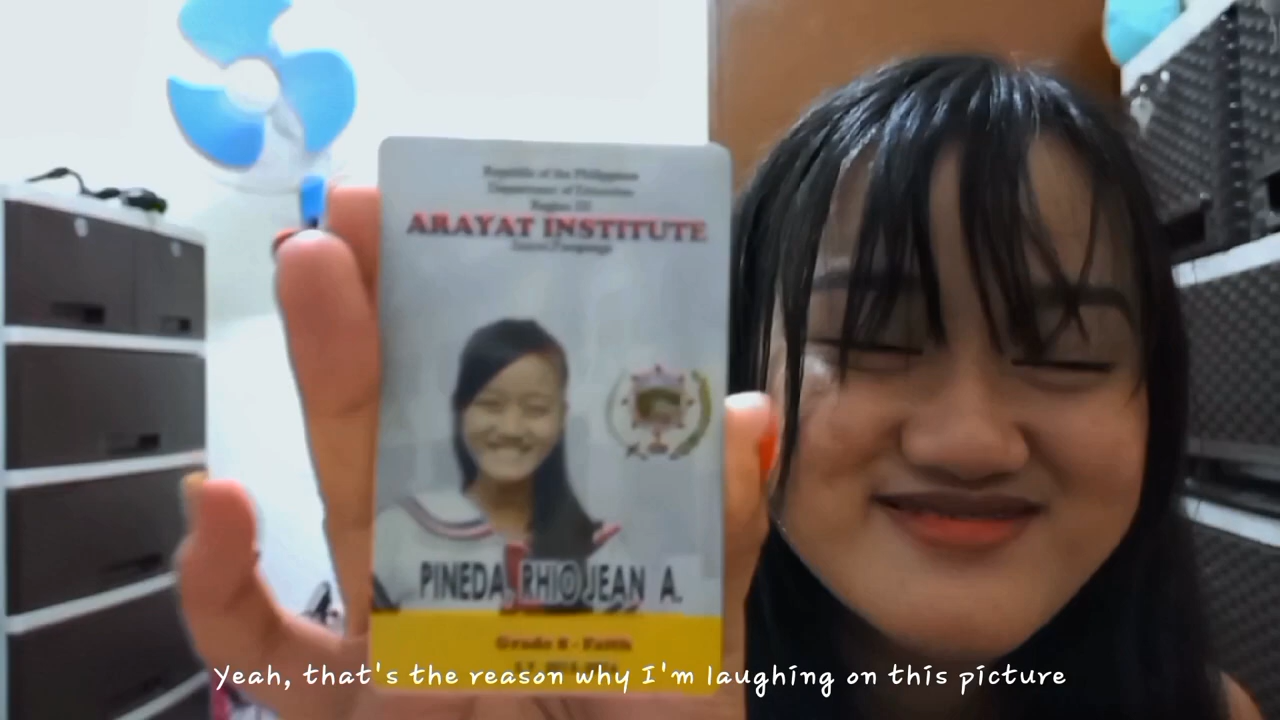 Republic of the Philippines
Department of Education
Region III
ARAYAT INSTITUTE
PINEDA, RHIO JEAN A.
Grade 8 - Faith
Yeah, that's the reason why I'm laughing on this picture